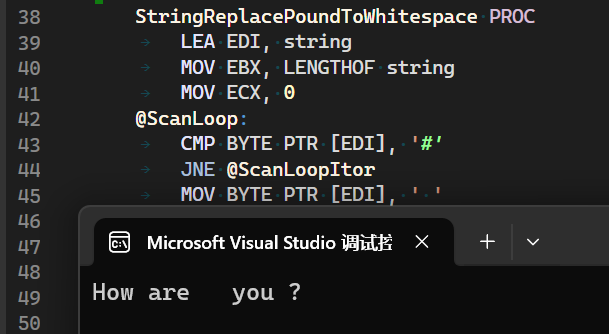 38 StringReplacePoundToWhitespace PROC
39 LEA EDI, string
40 MOV EBX, LENGTHOF string
41 MOV ECX, 0
42 @ScanLoop:
43 CMP BYTE PTR [EDI], '#'
44 JNE @ScanLoopItor
45 MOV BYTE PTR [EDI], ' '
46
47
48
49
50
C:\ Microsoft Visual Studio 调试控
How are   you ?